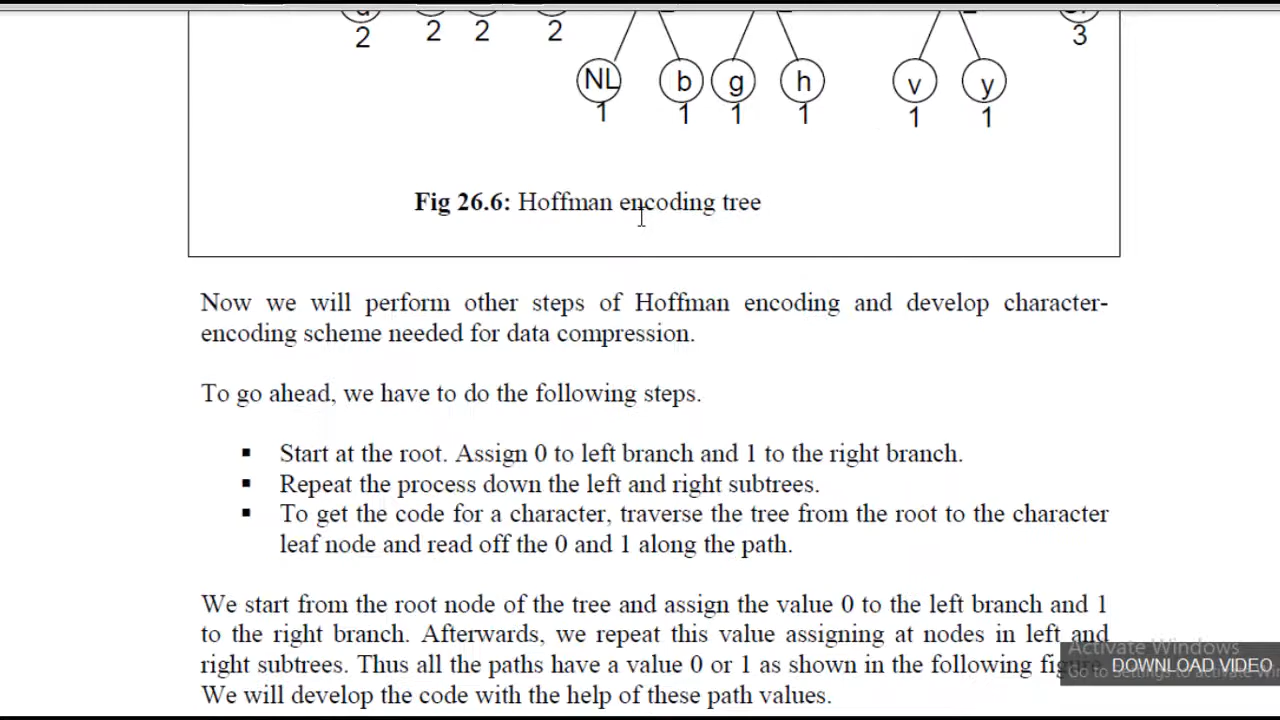 2 2 2 2 3
NL b g h v y
1 1 1 1 1 1
Fig 26.6: Hoffman encoding tree
Now we will perform other steps of Hoffman encoding and develop character-
encoding scheme needed for data compression.
To go ahead, we have to do the following steps.
▪ Start at the root. Assign 0 to left branch and 1 to the right branch.
▪ Repeat the process down the left and right subtrees.
▪ To get the code for a character, traverse the tree from the root to the character
leaf node and read off the 0 and 1 along the path.
We start from the root node of the tree and assign the value 0 to the left branch and 1
to the right branch. Afterwards, we repeat this value assigning at nodes in left and
right subtrees. Thus all the paths have a value 0 or 1 as shown in the following
We will develop the code with the help of these path values.
Activate Windows
DOWNLOAD VIDEO
Go to Settings to activate